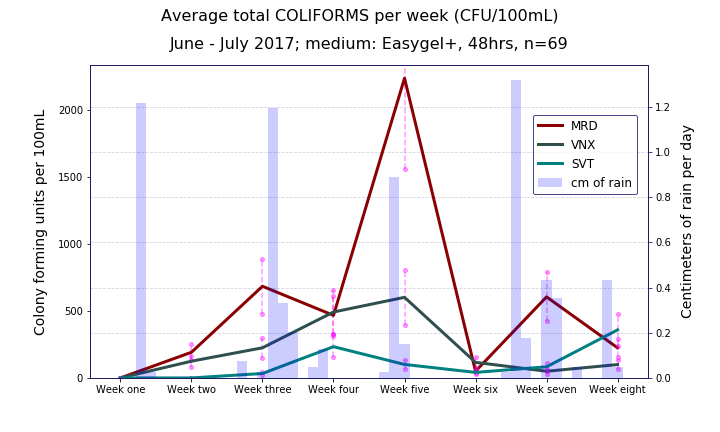 Average total COLIFORMS per week (CFU/100mL)
June - July 2017; medium: Easygel+, 48hrs, n=69
Colony forming units per 100mL
2000
1500
1000
500
0
MRD
VNX
SVT
cm of rain
1.2
1.0
0.8
0.6
0.4
0.2
0.0
Centimeters of rain per day
Week one Week two Week three Week four Week five Week six Week seven Week eight